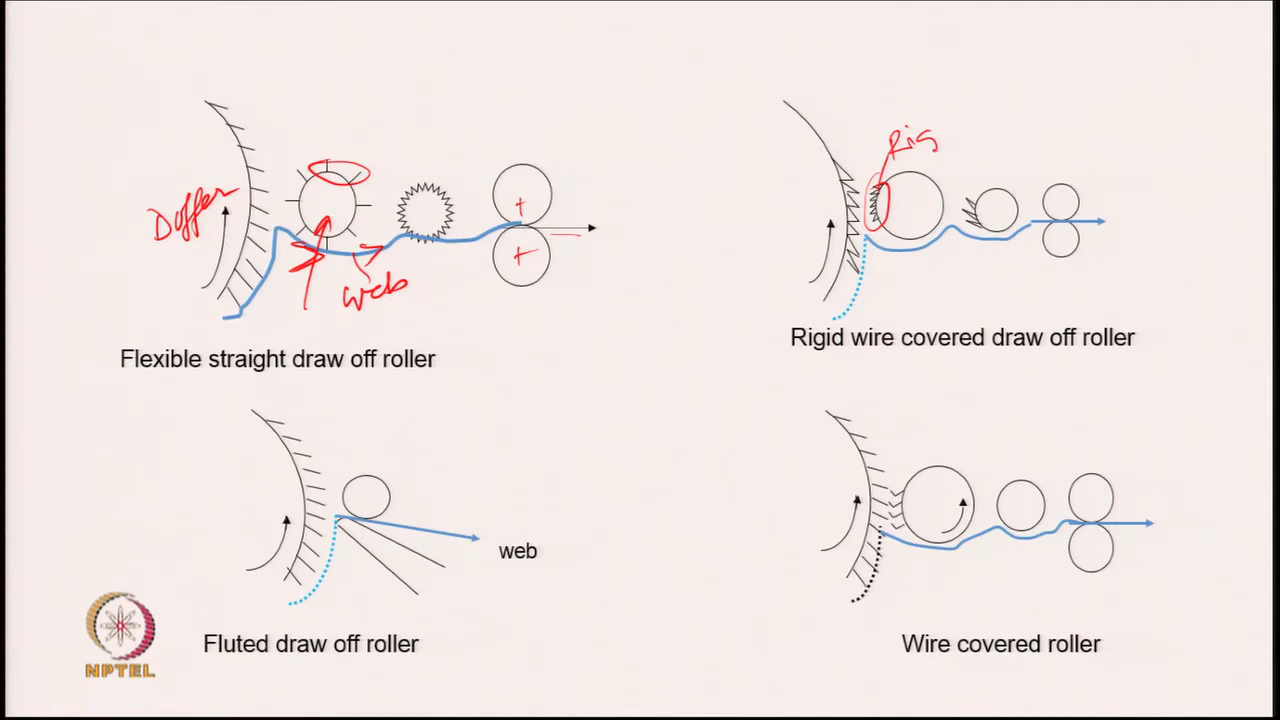 Doffer
Web
Flexible straight draw off roller
Rig
Rigid wire covered draw off roller
web
Fluted draw off roller
Wire covered roller
NPTEL